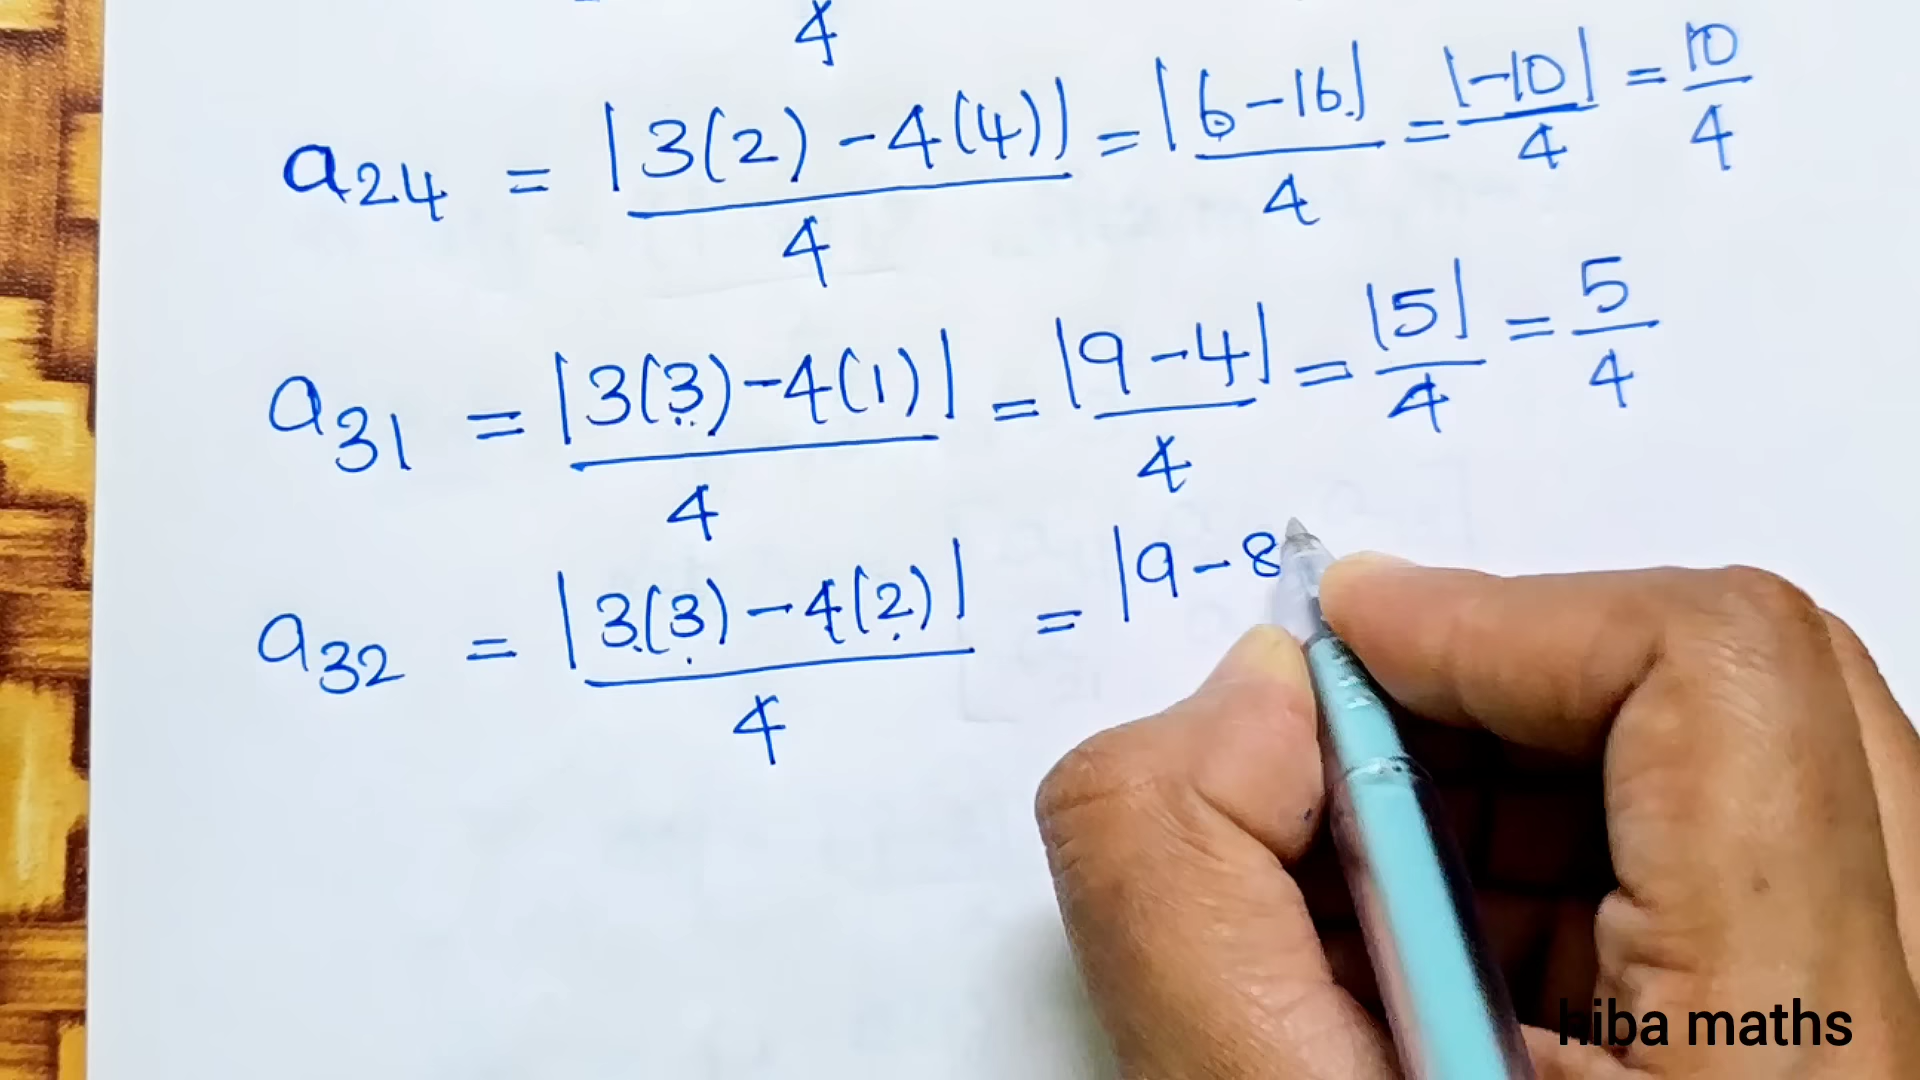 4
a24 = |3(2) - 4(4)|/4 = |6 - 16|/4 = |-10|/4 = 10/4
a31 = |3(3) - 4(1)|/4 = |9 - 4|/4 = |5|/4 = 5/4
a32 = |3(3) - 4(2)|/4 = |9 - 8
hiba maths